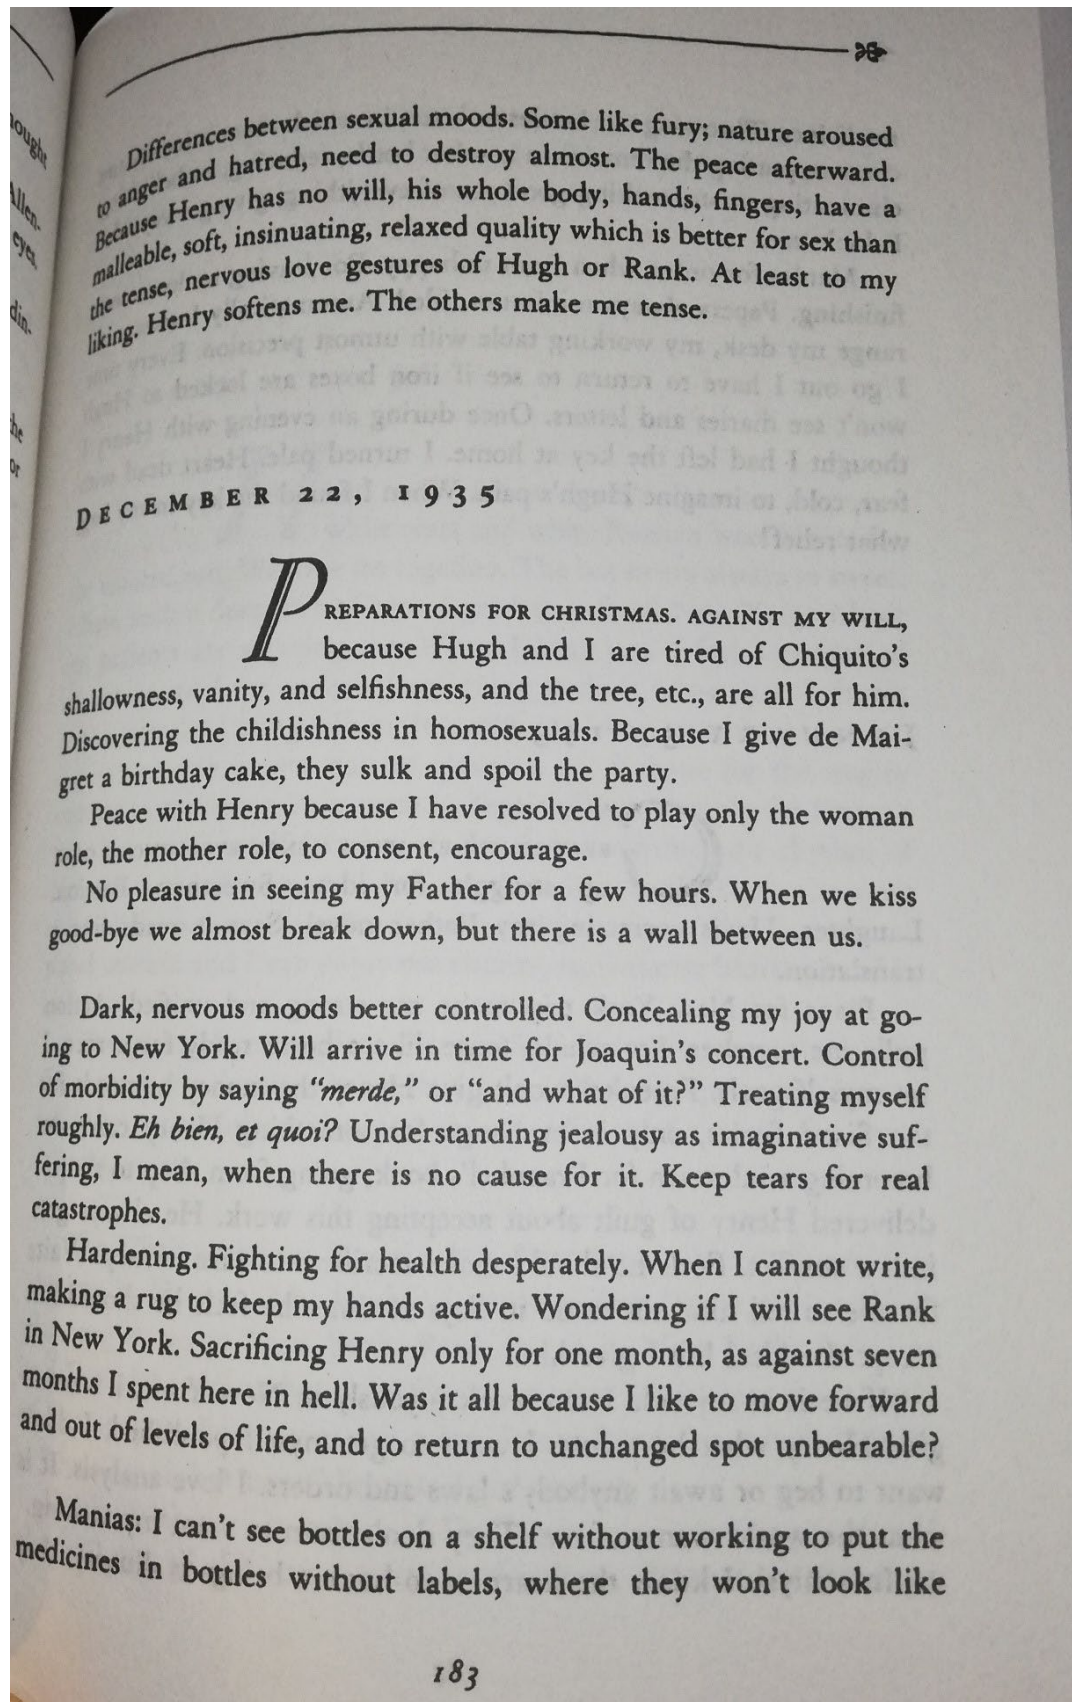 Differences between sexual moods. Some like fury; nature aroused
to anger and hatred, need to destroy almost. The peace afterward.
Because Henry has no will, his whole body, hands, fingers, have a
malleable, soft, insinuating, relaxed quality which is better for sex than
the tense, nervous love gestures of Hugh or Rank. At least to my
liking. Henry softens me. The others make me tense.
DECEMBER 22, 1935
PREPARATIONS FOR CHRISTMAS. AGAINST MY WILL,
because Hugh and I are tired of Chiquito's
shallowness, vanity, and selfishness, and the tree, etc., are all for him.
Discovering the childishness in homosexuals. Because I give de Mai-
gret a birthday cake, they sulk and spoil the party.
Peace with Henry because I have resolved to play only the woman
role, the mother role, to consent, encourage.
No pleasure in seeing my Father for a few hours. When we kiss
good-bye we almost break down, but there is a wall between us.
Dark, nervous moods better controlled. Concealing my joy at go-
ing to New York. Will arrive in time for Joaquin's concert. Control
of morbidity by saying "merde," or "and what of it?" Treating myself
roughly. Eh bien, et quoi? Understanding jealousy as imaginative suf-
fering, I mean, when there is no cause for it. Keep tears for real
catastrophes.
Hardening. Fighting for health desperately. When I cannot write,
making a rug to keep my hands active. Wondering if I will see Rank
in New York. Sacrificing Henry only for one month, as against seven
months I spent here in hell. Was it all because I like to move forward
and out of levels of life, and to return to unchanged spot unbearable?
Manias: I can't see bottles on a shelf without working to put the
medicines in bottles without labels, where they won't look like
183